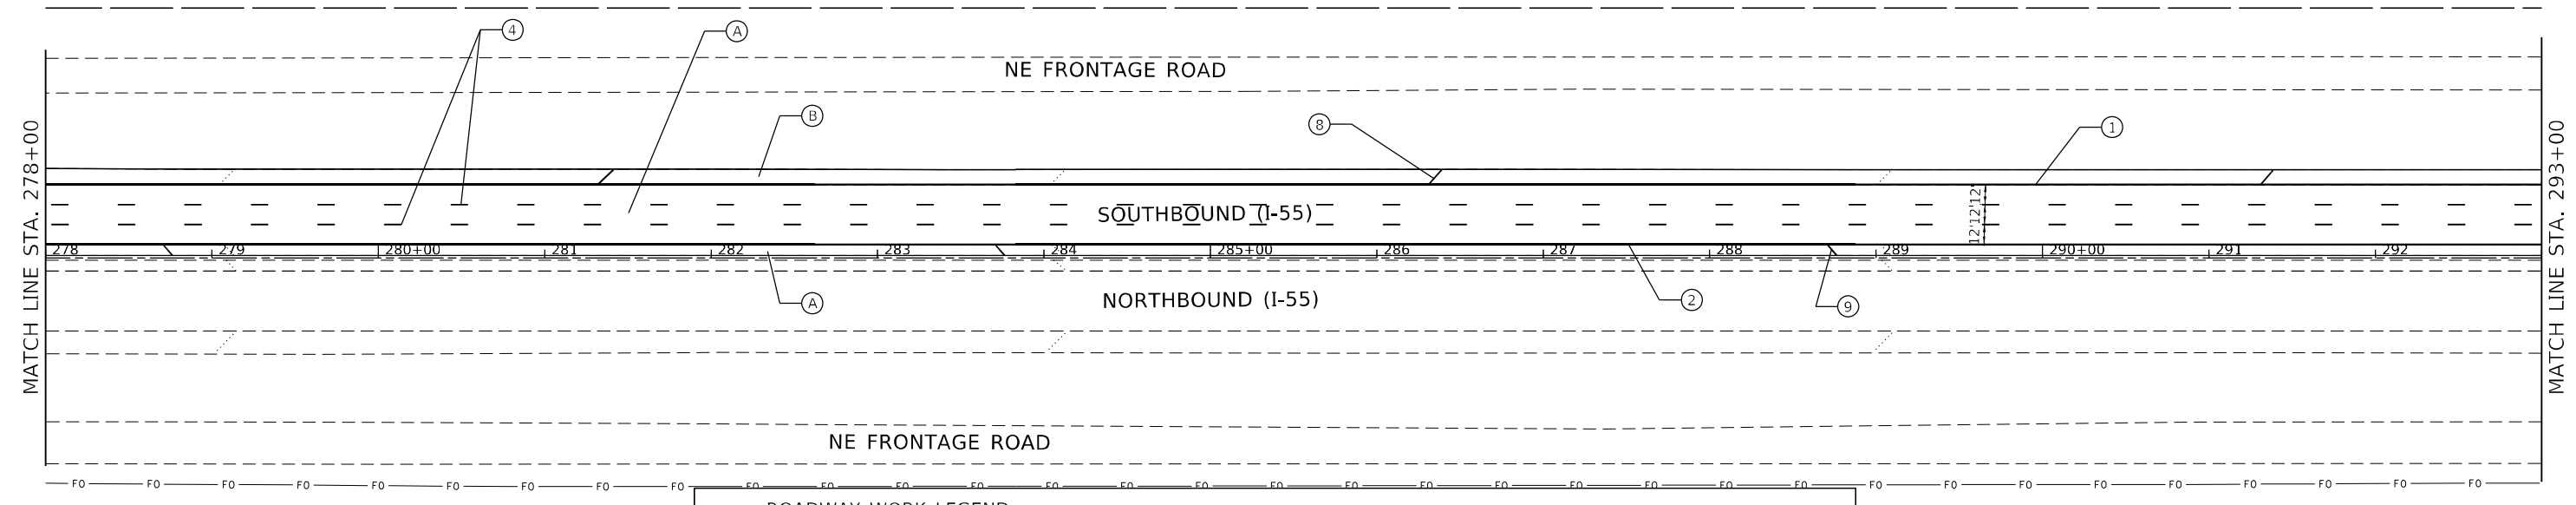 4
A
NE FRONTAGE ROAD
B
8
1
MATCH LINE STA. 278+00
MATCH LINE STA. 293+00
SOUTHBOUND (I-55)
12'12'12'
278 279 280+00 281 282 283 284 285+00 286 287 288 289 290+00 291 292
NORTHBOUND (I-55)
A
2
9
NE FRONTAGE ROAD
FO FO FO FO FO FO FO FO FO FO FO FO FO FO FO FO FO FO FO FO FO FO FO FO FO FO FO FO FO FO FO FO FO
ROADWAY WORK LEGEND